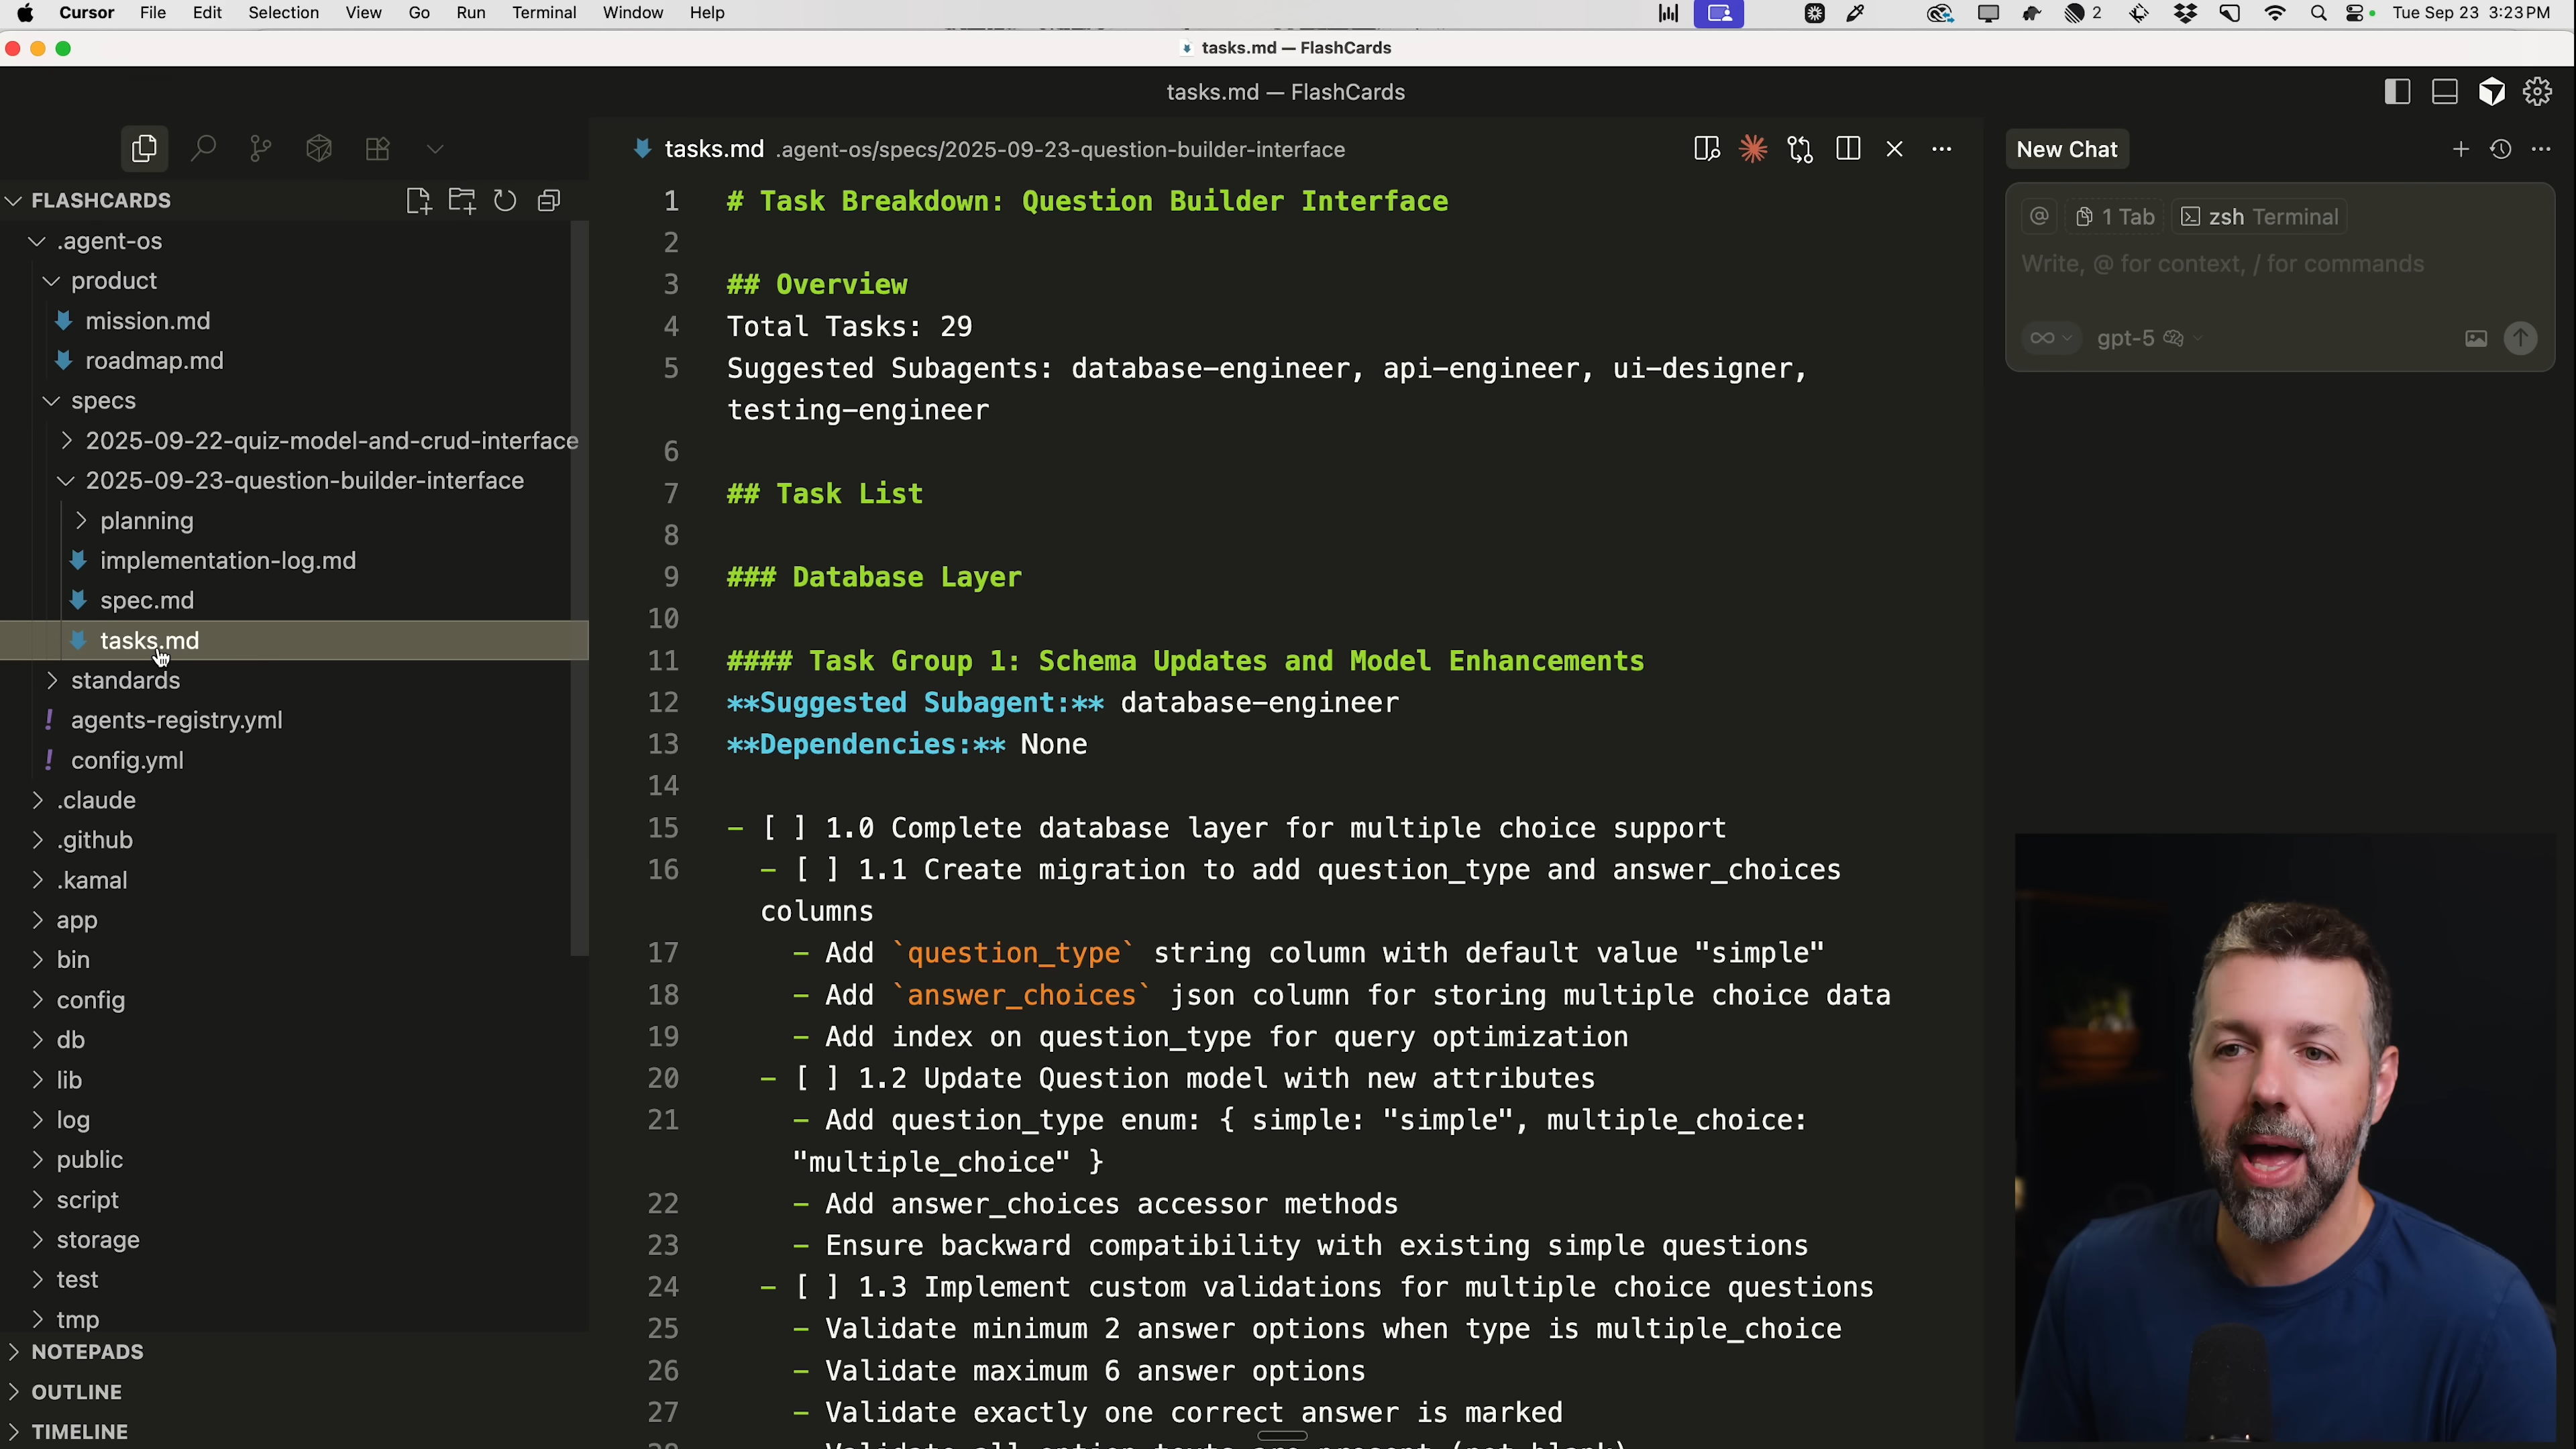 Cursor File Edit Selection View Go Run Terminal Window Help
2 Tue Sep 23 3:23 PM
tasks.md — FlashCards
tasks.md — FlashCards
FLASHCARDS
.agent-os
product
mission.md
roadmap.md
specs
2025-09-22-quiz-model-and-crud-interface
2025-09-23-question-builder-interface
planning
implementation-log.md
spec.md
tasks.md
standards
! agents-registry.yml
! config.yml
.claude
.github
.kamal
app
bin
config
db
lib
log
public
script
storage
test
tmp
NOTEPADS
OUTLINE
TIMELINE
tasks.md .agent-os/specs/2025-09-23-question-builder-interface
1 # Task Breakdown: Question Builder Interface
2
3 ## Overview
4 Total Tasks: 29
5 Suggested Subagents: database-engineer, api-engineer, ui-designer,
testing-engineer
6
7 ## Task List
8
9 ### Database Layer
10
11 #### Task Group 1: Schema Updates and Model Enhancements
12 **Suggested Subagent:** database-engineer
13 **Dependencies:** None
14
15 - [ ] 1.0 Complete database layer for multiple choice support
16 - [ ] 1.1 Create migration to add question_type and answer_choices
columns
17 - Add `question_type` string column with default value "simple"
18 - Add `answer_choices` json column for storing multiple choice data
19 - Add index on question_type for query optimization
20 - [ ] 1.2 Update Question model with new attributes
21 - Add question_type enum: { simple: "simple", multiple_choice:
"multiple_choice" }
22 - Add answer_choices accessor methods
23 - Ensure backward compatibility with existing simple questions
24 - [ ] 1.3 Implement custom validations for multiple choice questions
25 - Validate minimum 2 answer options when type is multiple_choice
26 - Validate maximum 6 answer options
27 - Validate exactly one correct answer is marked
28 - Validate all option texts are present (not blank)
New Chat
@ 1 Tab zsh Terminal
Write, @ for context, / for commands
gpt-5